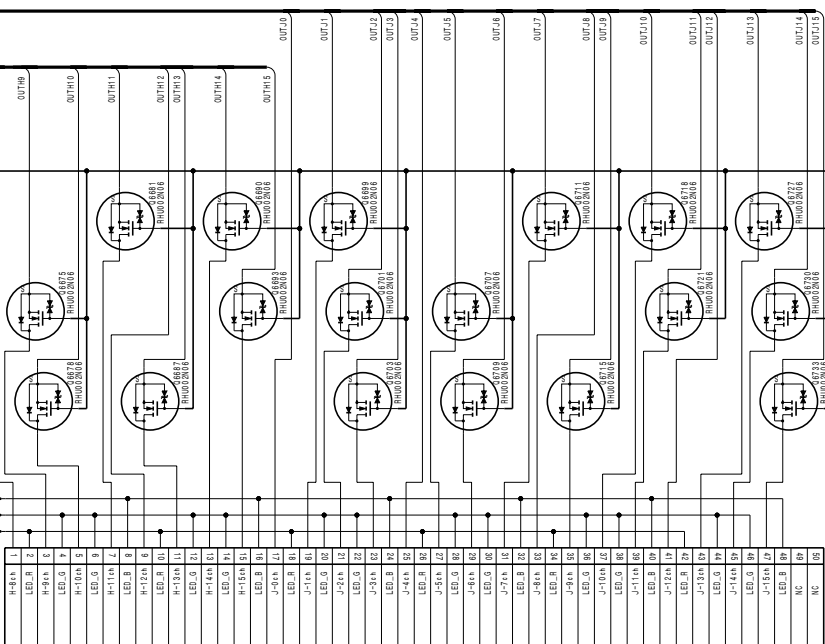 OUTJ0
OUTJ1
OUTJ2
OUTJ3
OUTJ4
OUTJ5
OUTJ6
OUTJ7
OUTJ8
OUTJ9
OUTJ10
OUTJ11
OUTJ12
OUTJ13
OUTJ14
OUTJ15
OUTH9
OUTH10
OUTH11
OUTH12
OUTH13
OUTH14
OUTH15
S
Q6681
RHU002N06
S
Q6690
RHU002N06
S
Q6699
RHU002N06
S
Q6711
RHU002N06
S
Q6718
RHU002N06
S
Q6727
RHU002N06
S
Q6675
RHU002N06
S
Q6693
RHU002N06
S
Q6701
RHU002N06
S
Q6707
RHU002N06
S
Q6721
RHU002N06
S
Q6730
RHU002N06
S
Q6678
RHU002N06
S
Q6687
RHU002N06
S
Q6703
RHU002N06
S
Q6709
RHU002N06
S
Q6715
RHU002N06
S
Q6733
RHU002N06
1 H-8ch
2 LED_R
3 H-9ch
4 LED_G
5 H-10ch
6 LED_G
7 H-11ch
8 LED_B
9 H-12ch
10 LED_R
11 H-13ch
12 LED_G
13 H-14ch
14 LED_G
15 H-15ch
16 LED_B
17 J-0ch
18 LED_R
19 J-1ch
20 LED_G
21 J-2ch
22 LED_G
23 J-3ch
24 LED_B
25 J-4ch
26 LED_R
27 J-5ch
28 LED_G
29 J-6ch
30 LED_G
31 J-7ch
32 LED_B
33 J-8ch
34 LED_R
35 J-9ch
36 LED_G
37 J-10ch
38 LED_G
39 J-11ch
40 LED_B
41 J-12ch
42 LED_R
43 J-13ch
44 LED_G
45 J-14ch
46 LED_G
47 J-15ch
48 LED_B
49 NC
50 NC